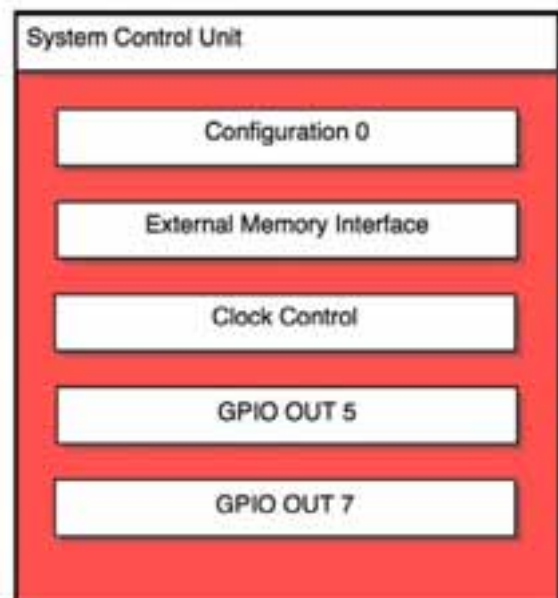 System Control Unit
Configuration 0
External Memory Interface
Clock Control
GPIO OUT 5
GPIO OUT 7